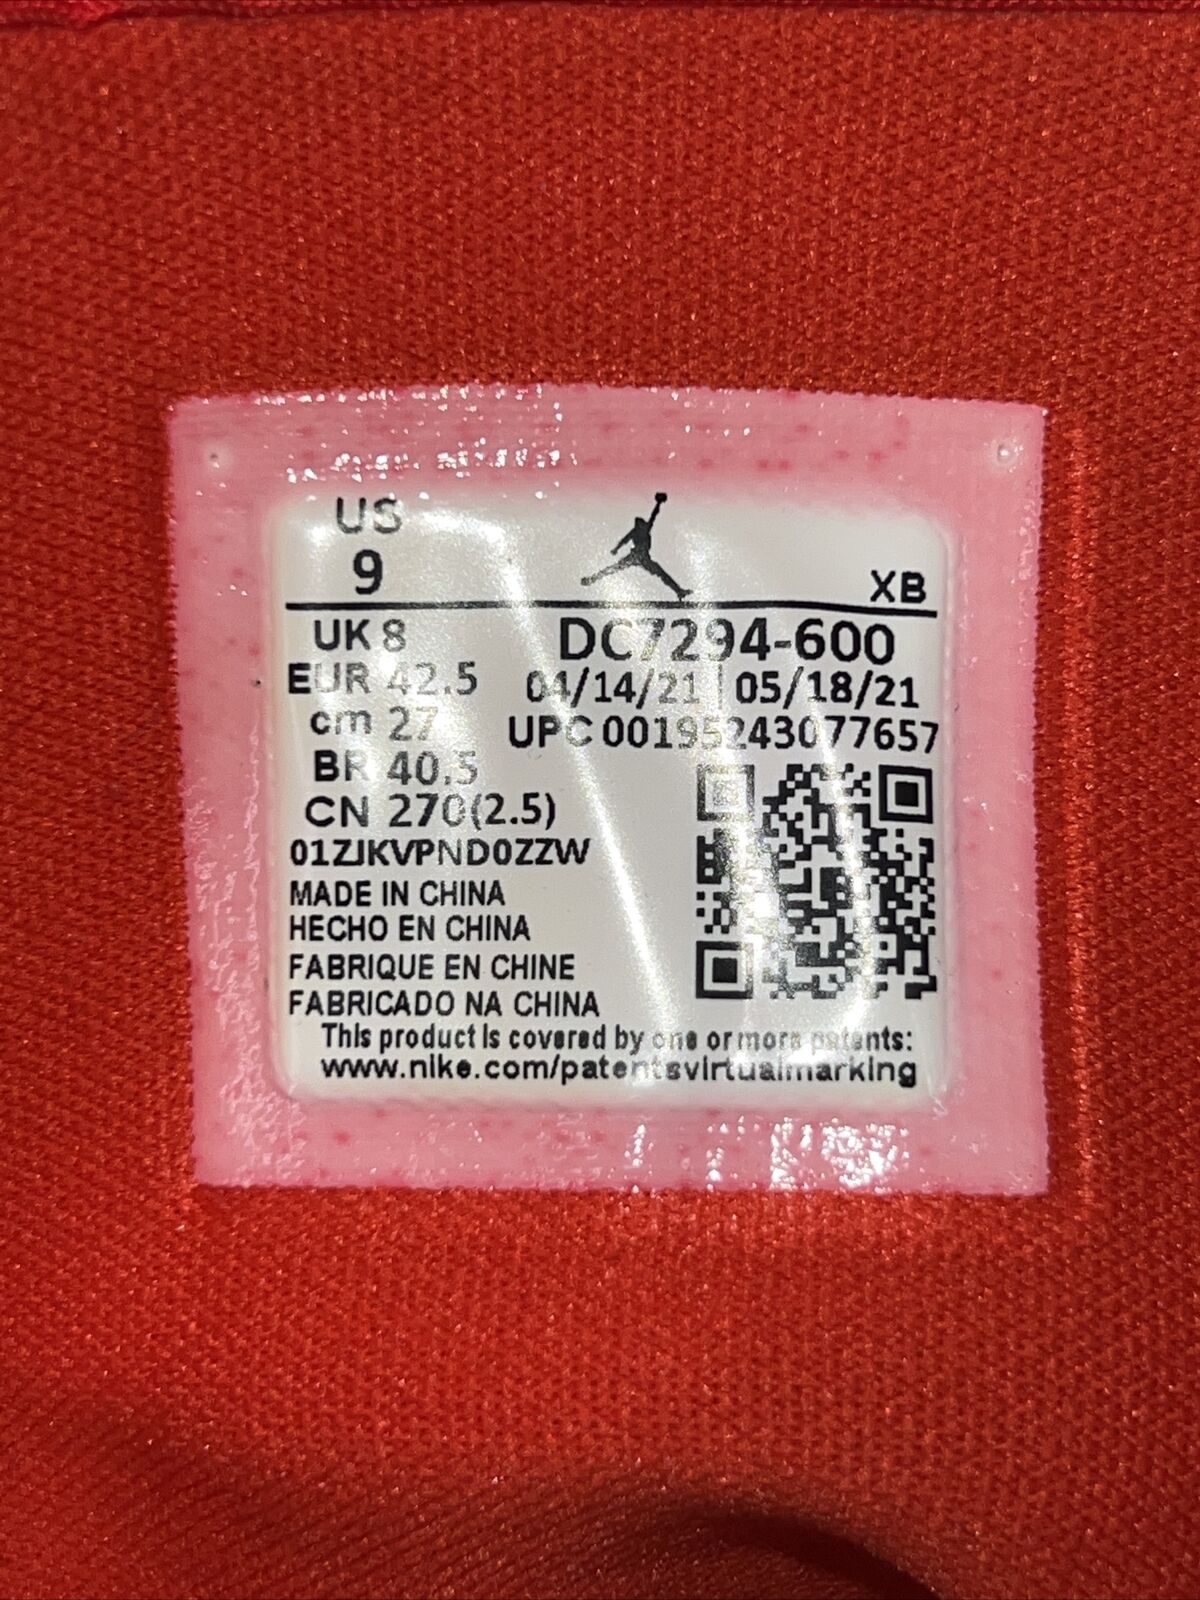 US
9
XB
UK 8
DC7294-600
EUR 42.5
04/14/21 | 05/18/21
cm 27
UPC 00195243077657
BR 40.5
CN 270(2.5)
01ZJKVPND0ZZW
MADE IN CHINA
HECHO EN CHINA
FABRIQUE EN CHINE
FABRICADO NA CHINA
This product is covered by one or more patents:
www.nike.com/patentsvirtualmarking